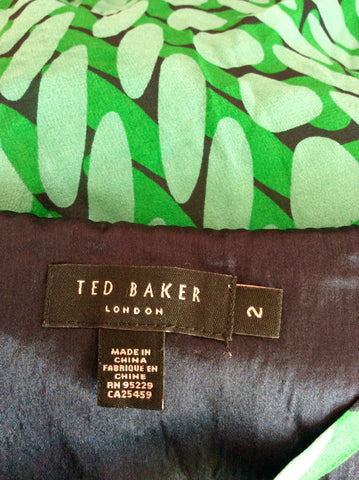 TED BAKER
LONDON
2
MADE IN
CHINA
FABRIQUE EN
CHINE
RN 95229
CA25459